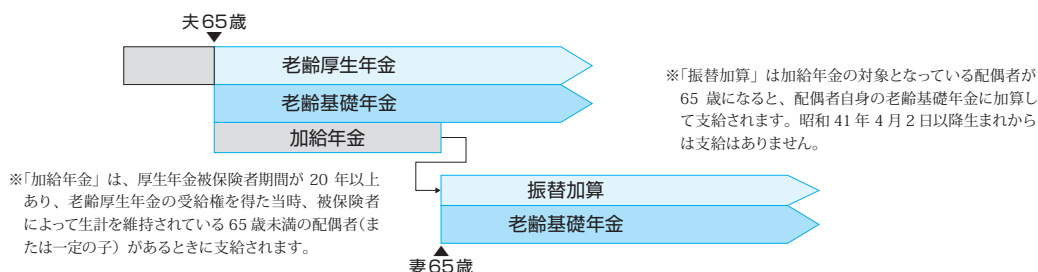 夫65歳
老齢厚生年金
老齢基礎年金
加給年金
※「振替加算」は加給年金の対象となっている配偶者が
65 歳になると、配偶者自身の老齢基礎年金に加算し
て支給されます。昭和 41 年 4 月 2 日以降生まれから
は支給はありません。
※「加給年金」は、厚生年金被保険者期間が 20 年以上
あり、老齢厚生年金の受給権を得た当時、被保険者
によって生計を維持されている 65 歳未満の配偶者(ま
たは一定の子)があるときに支給されます。
振替加算
老齢基礎年金
妻65歳